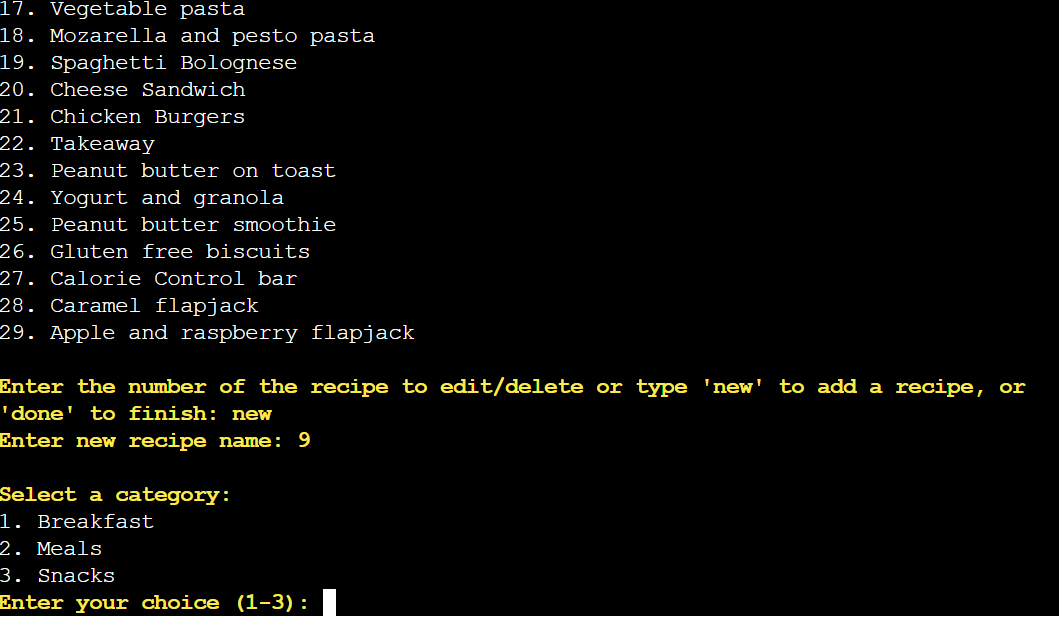 17. Vegetable pasta
18. Mozarella and pesto pasta
19. Spaghetti Bolognese
20. Cheese Sandwich
21. Chicken Burgers
22. Takeaway
23. Peanut butter on toast
24. Yogurt and granola
25. Peanut butter smoothie
26. Gluten free biscuits
27. Calorie Control bar
28. Caramel flapjack
29. Apple and raspberry flapjack
Enter the number of the recipe to edit/delete or type 'new' to add a recipe, or
'done' to finish: new
Enter new recipe name: 9
Select a category:
1. Breakfast
2. Meals
3. Snacks
Enter your choice (1-3):